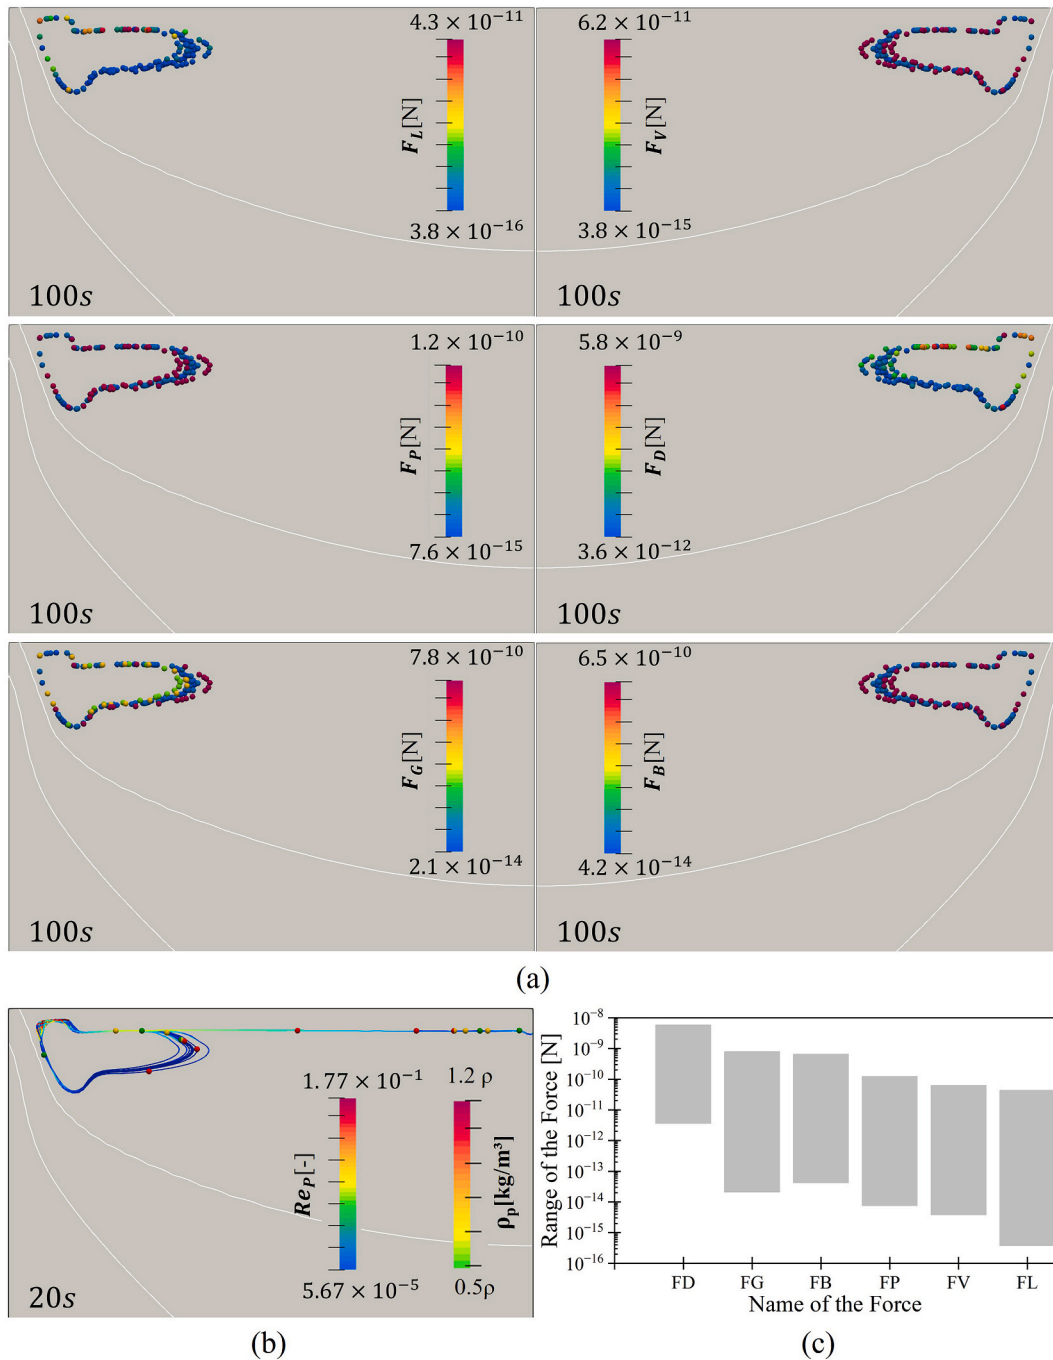 4.3 × 10⁻¹¹
F_L[N]
3.8 × 10⁻¹⁶
100s
6.2 × 10⁻¹¹
F_V[N]
3.8 × 10⁻¹⁵
100s
1.2 × 10⁻¹⁰
F_P[N]
7.6 × 10⁻¹⁵
100s
5.8 × 10⁻⁹
F_D[N]
3.6 × 10⁻¹²
100s
7.8 × 10⁻¹⁰
F_G[N]
2.1 × 10⁻¹⁴
100s
6.5 × 10⁻¹⁰
F_B[N]
4.2 × 10⁻¹⁴
100s
(a)
1.77 × 10⁻¹
Re_P[-]
5.67 × 10⁻⁵
1.2 ρ
ρ_p[kg/m³]
0.5ρ
20s
(b)
Range of the Force [N]
10⁻⁸
10⁻⁹
10⁻¹⁰
10⁻¹¹
10⁻¹²
10⁻¹³
10⁻¹⁴
10⁻¹⁵
10⁻¹⁶
FD FG FB FP FV FL
Name of the Force
(c)